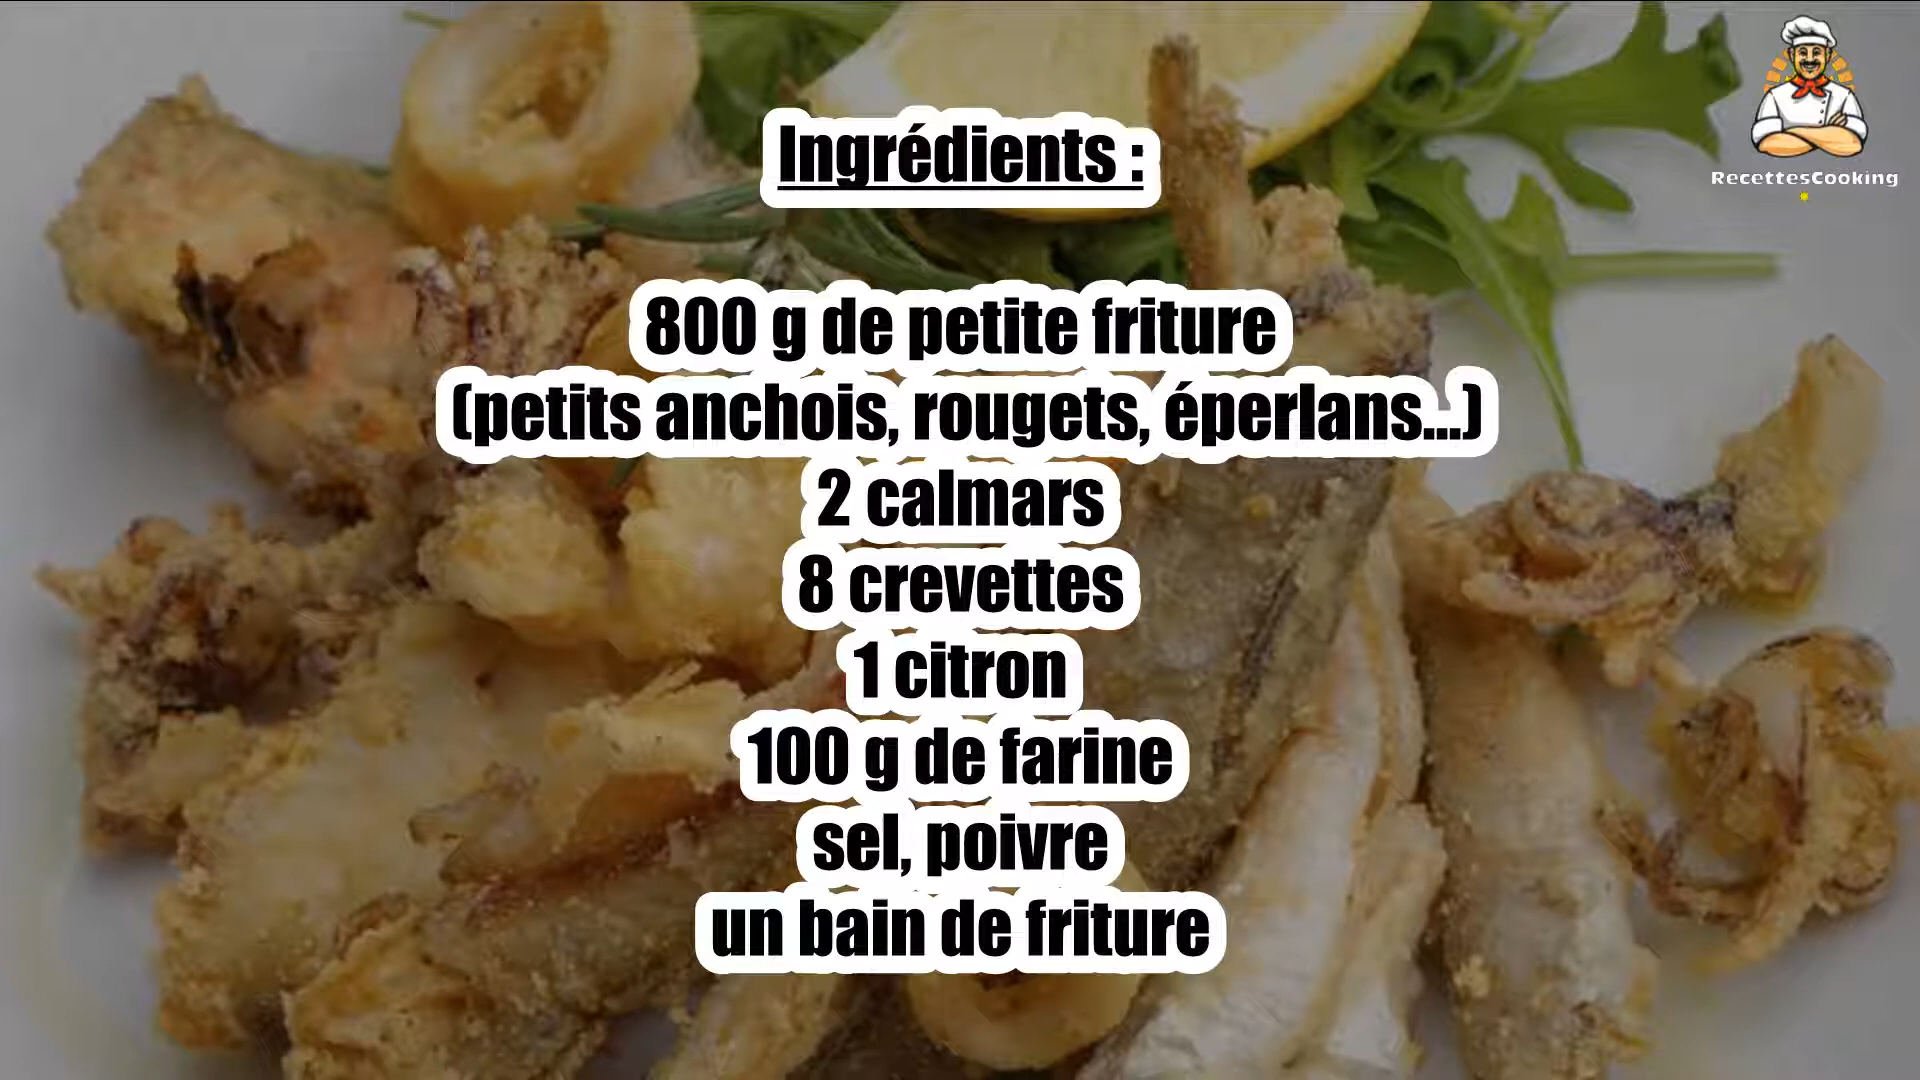 Ingrédients :
RecettesCooking
800 g de petite friture
(petits anchois, rougets, éperlans...)
2 calmars
8 crevettes
1 citron
100 g de farine
sel, poivre
un bain de friture